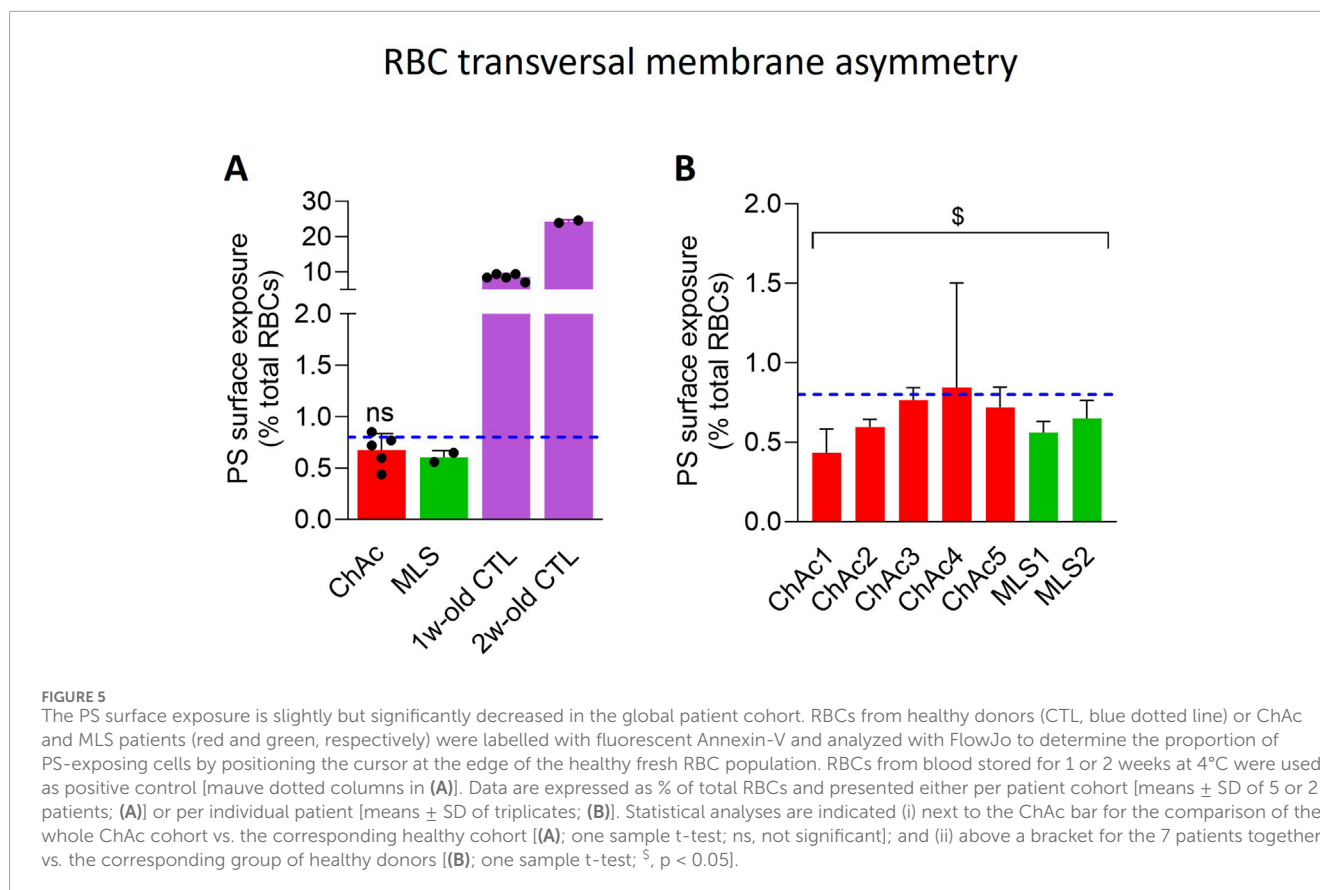 RBC transversal membrane asymmetry
A
PS surface exposure
(% total RBCs)
30
20
10
2.0
1.5
1.0
0.5
0.0
ns
ChAc
MLS
1w-old CTL
2w-old CTL
B
PS surface exposure
(% total RBCs)
2.0
1.5
1.0
0.5
0.0
$
ChAc1
ChAc2
ChAc3
ChAc4
ChAc5
MLS1
MLS2
FIGURE 5
The PS surface exposure is slightly but significantly decreased in the global patient cohort. RBCs from healthy donors (CTL, blue dotted line) or ChAc
and MLS patients (red and green, respectively) were labelled with fluorescent Annexin-V and analyzed with FlowJo to determine the proportion of
PS-exposing cells by positioning the cursor at the edge of the healthy fresh RBC population. RBCs from blood stored for 1 or 2 weeks at 4°C were used
as positive control [mauve dotted columns in (A)]. Data are expressed as % of total RBCs and presented either per patient cohort [means ± SD of 5 or 2
patients; (A)] or per individual patient [means ± SD of triplicates; (B)]. Statistical analyses are indicated (i) next to the ChAc bar for the comparison of the
whole ChAc cohort vs. the corresponding healthy cohort [(A); one sample t-test; ns, not significant]; and (ii) above a bracket for the 7 patients together
vs. the corresponding group of healthy donors [(B); one sample t-test; $, p < 0.05].